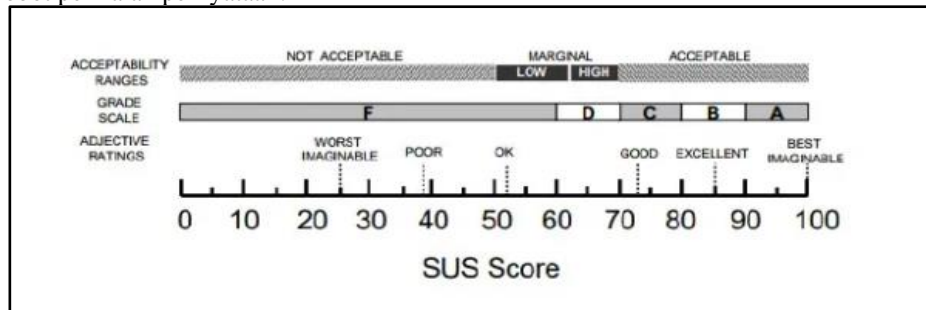 NOT ACCEPTABLE MARGINAL ACCEPTABLE
ACCEPTABILITY RANGES LOW HIGH
GRADE SCALE F D C B A
ADJECTIVE RATINGS WORST IMAGINABLE POOR OK GOOD EXCELLENT BEST IMAGINABLE
0 10 20 30 40 50 60 70 80 90 100
SUS Score